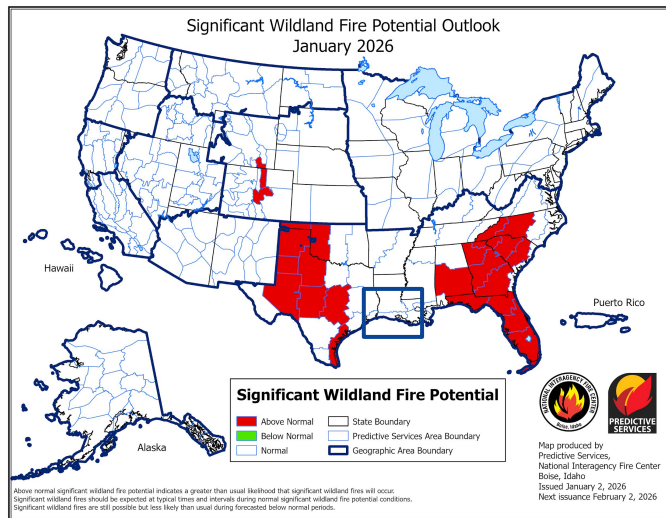 Significant Wildland Fire Potential Outlook
January 2026
Hawaii
Puerto Rico
Alaska
Significant Wildland Fire Potential
Above Normal
Below Normal
Normal
State Boundary
Predictive Services Area Boundary
Geographic Area Boundary
NATIONAL INTERAGENCY FIRE CENTER
Boise, Idaho
PREDICTIVE
SERVICES
Map produced by
Predictive Services,
National Interagency Fire Center
Boise, Idaho
Issued January 2, 2026
Next issuance February 2, 2026
Above normal significant wildland fire potential indicates a greater than usual likelihood that significant wildland fires will occur.
Significant wildland fires should be expected at typical times and intervals during normal significant wildland fire potential conditions.
Significant wildland fires are still possible but less likely than usual during forecasted below normal periods.